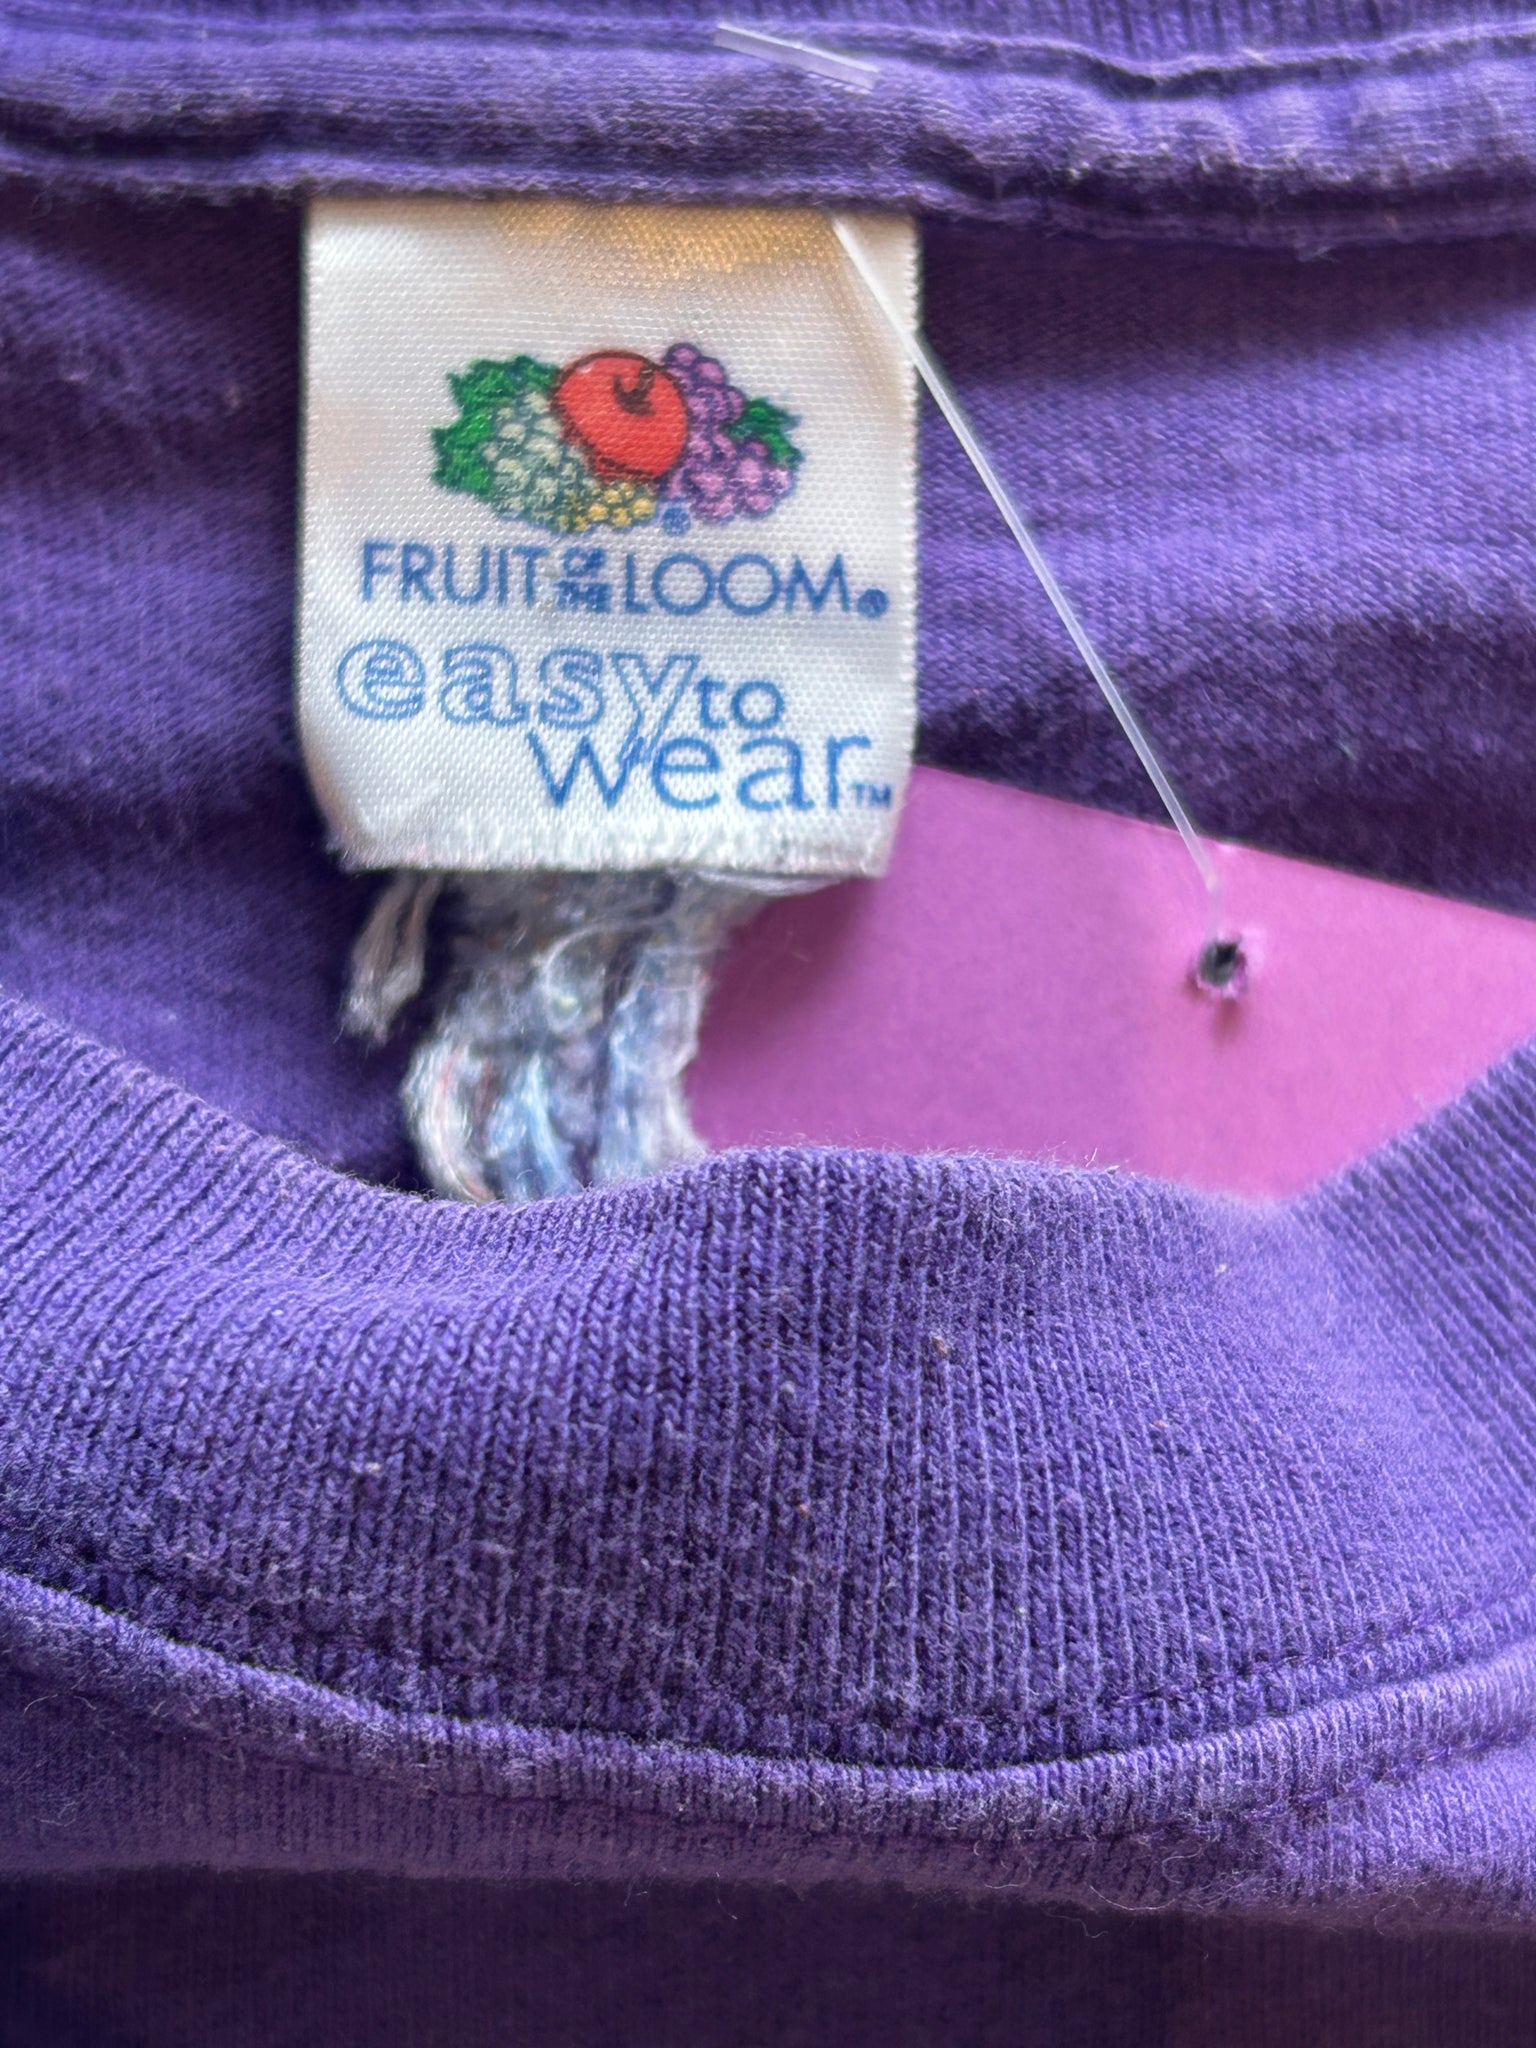 FRUIT OF THE LOOM®
easy to
wear™